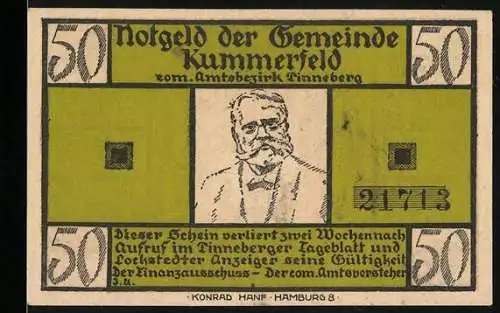 50 Notgeld der Gemeinde 50
Kummerfeld
vom Amtsbezirk Pinneberg
21713
50 Dieser Schein verliert zwei Wochen nach 50
Aufruf im Pinneberger Tageblatt und
Lockstedter Anzeiger seine Gültigkeit
Der Finanzausschuss - Der com. Amtsvorsteher
I.U.
· KONRAD HANF · HAMBURG 8 ·